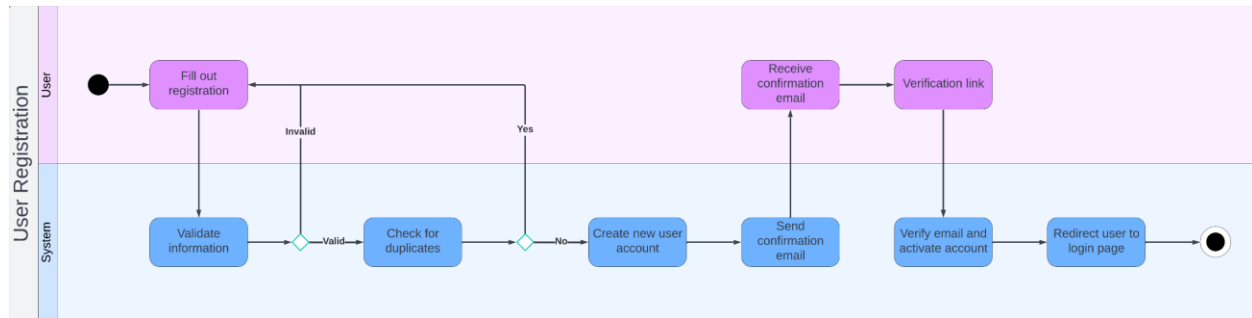 User Registration
User
Fill out
registration
Receive
confirmation
email
Verification link
Invalid
Yes
System
Validate
information
Valid
Check for
duplicates
No
Create new user
account
Send
confirmation
email
Verify email and
activate account
Redirect user to
login page